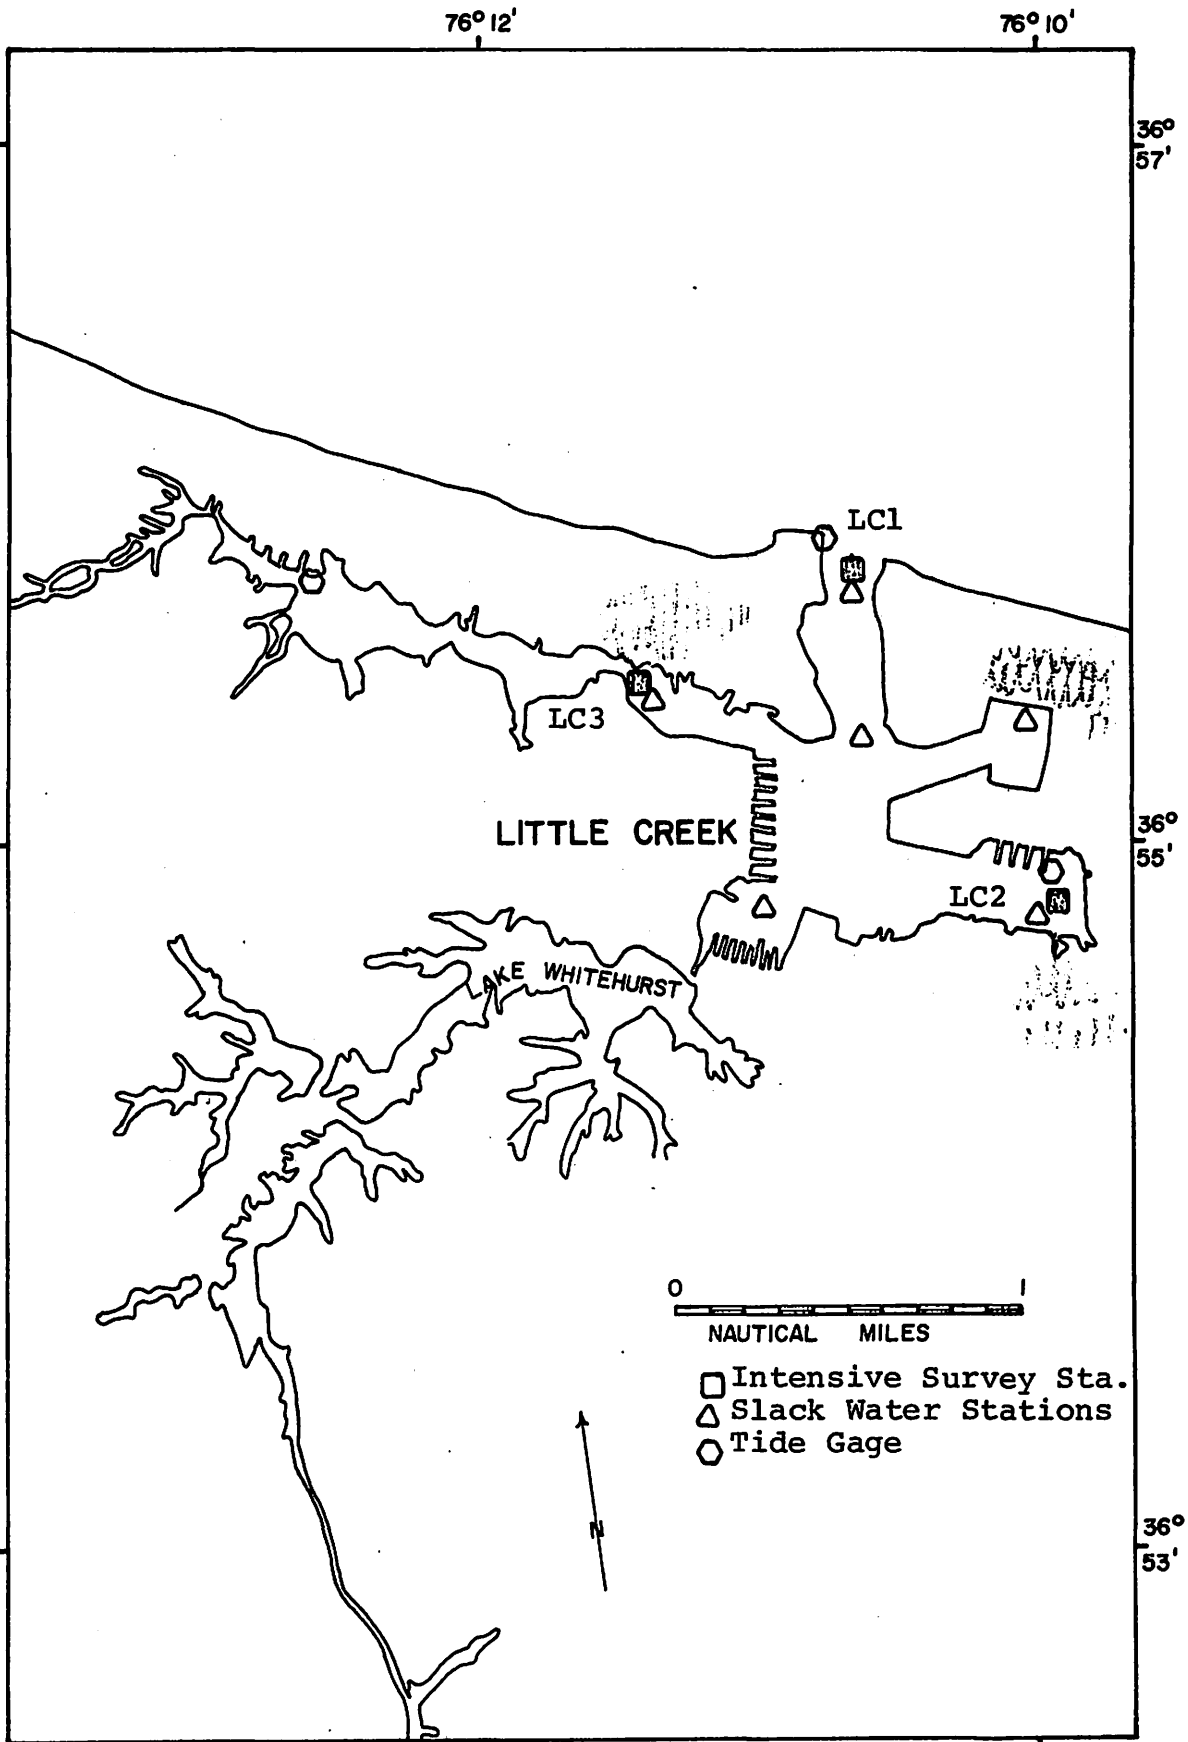 76° 12'
76° 10'
36°
57'
LC1
LC3
LITTLE CREEK
36°
55'
LC2
AKE WHITEHURST
0 1
NAUTICAL MILES
Intensive Survey Sta.
Slack Water Stations
Tide Gage
N
36°
53'